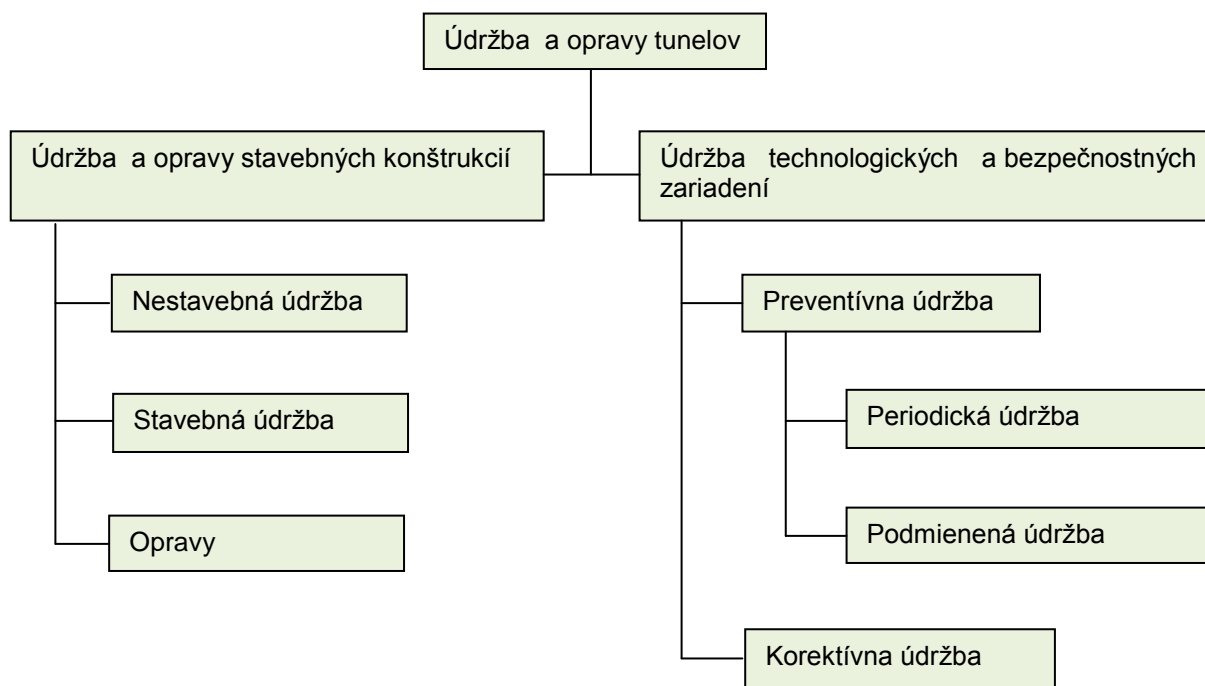 Údržba a opravy tunelov
Údržba a opravy stavebných konštrukcií
Nestavebná údržba
Stavebná údržba
Opravy
Údržba technologických a bezpečnostných
zariadení
Preventívna údržba
Periodická údržba
Podmienená údržba
Korektívna údržba